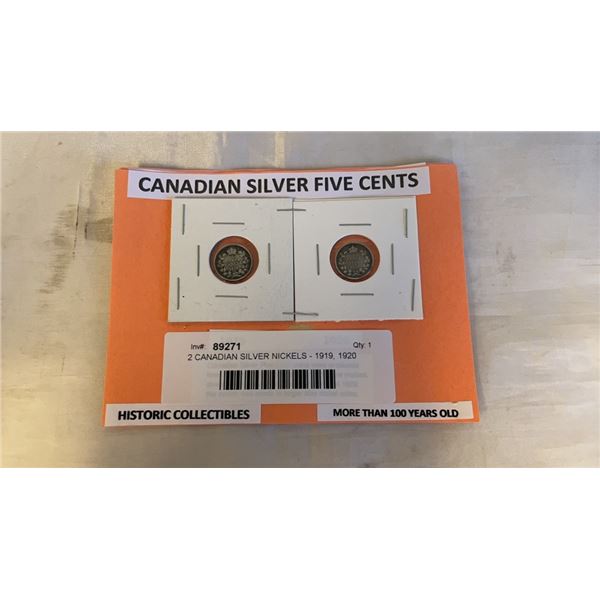 CANADIAN SILVER FIVE CENTS
Inv#: 89271 Qty: 1
2 CANADIAN SILVER NICKELS - 1919, 1920
HISTORIC COLLECTIBLES
MORE THAN 100 YEARS OLD